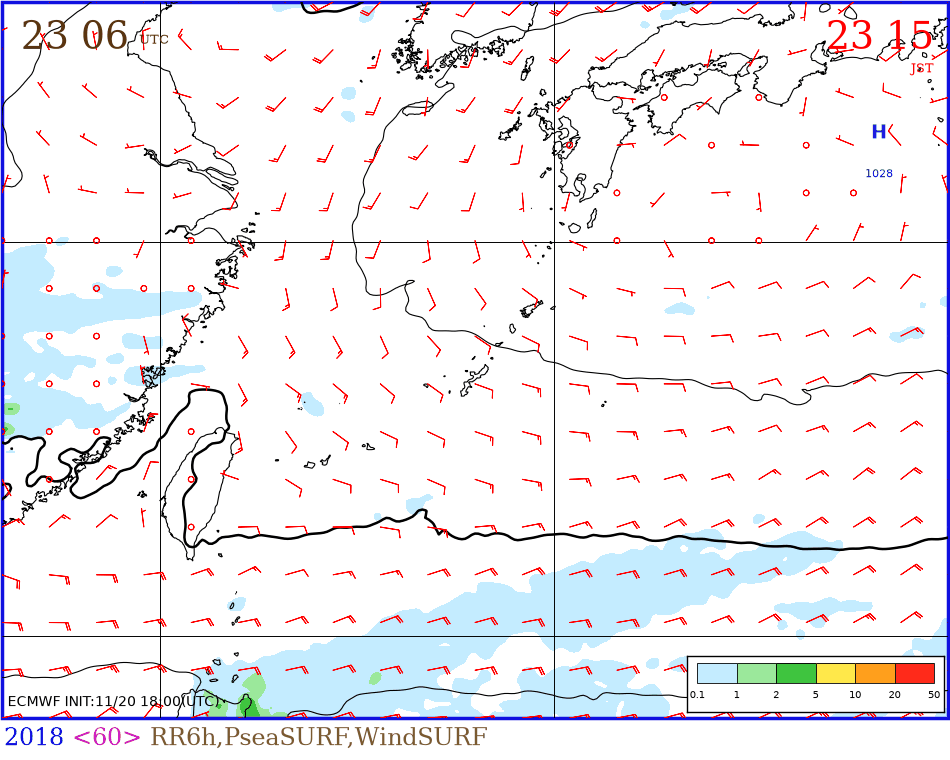 23 06 UTC
23 15
JST
H
1028
0.1 1 2 5 10 20 50
ECMWF INIT:11/20 18:00(UTC)
2018 <60> RR6h,PseaSURF,WindSURF